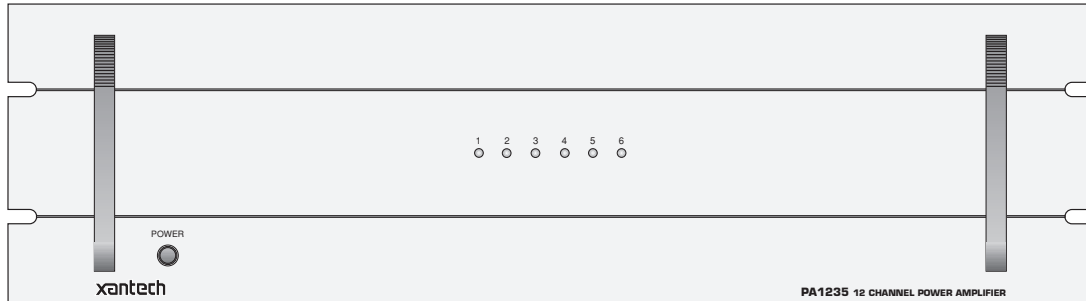 1 2 3 4 5 6
POWER
xantech
PA1235 12 CHANNEL POWER AMPLIFIER